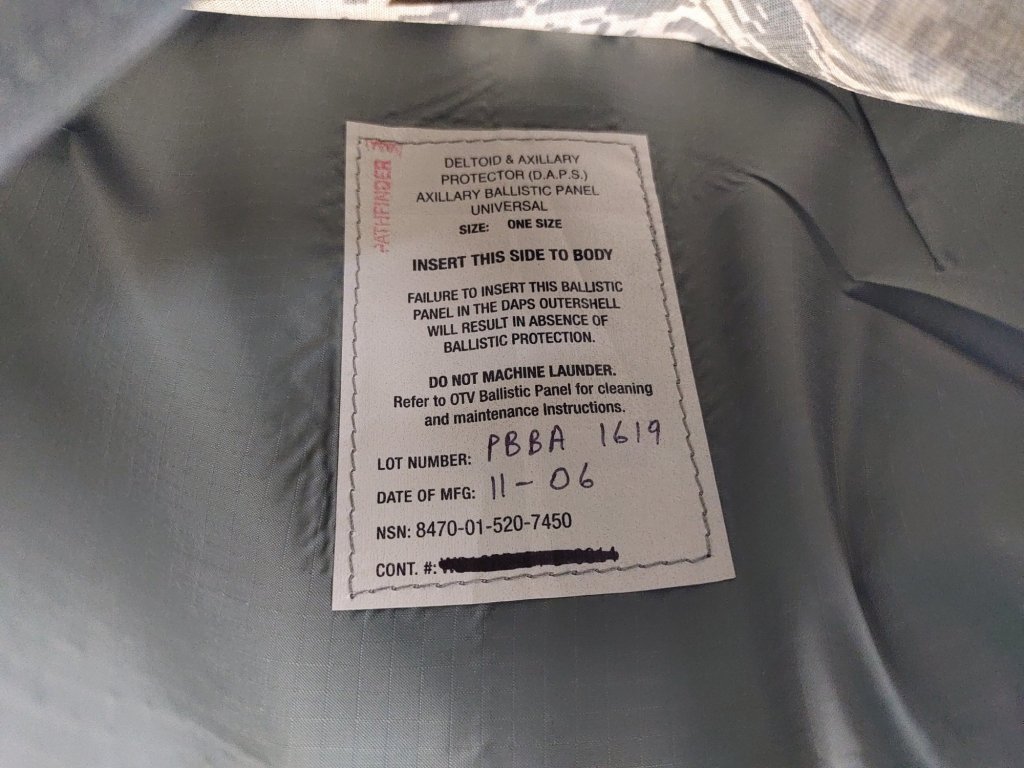 PATHFINDER
DELTOID & AXILLARY
PROTECTOR (D.A.P.S.)
AXILLARY BALLISTIC PANEL
UNIVERSAL
SIZE: ONE SIZE
INSERT THIS SIDE TO BODY
FAILURE TO INSERT THIS BALLISTIC
PANEL IN THE DAPS OUTERSHELL
WILL RESULT IN ABSENCE OF
BALLISTIC PROTECTION.
DO NOT MACHINE LAUNDER.
Refer to OTV Ballistic Panel for cleaning
and maintenance Instructions.
LOT NUMBER: PBBA 1619
DATE OF MFG: 11-06
NSN: 8470-01-520-7450
CONT. #: